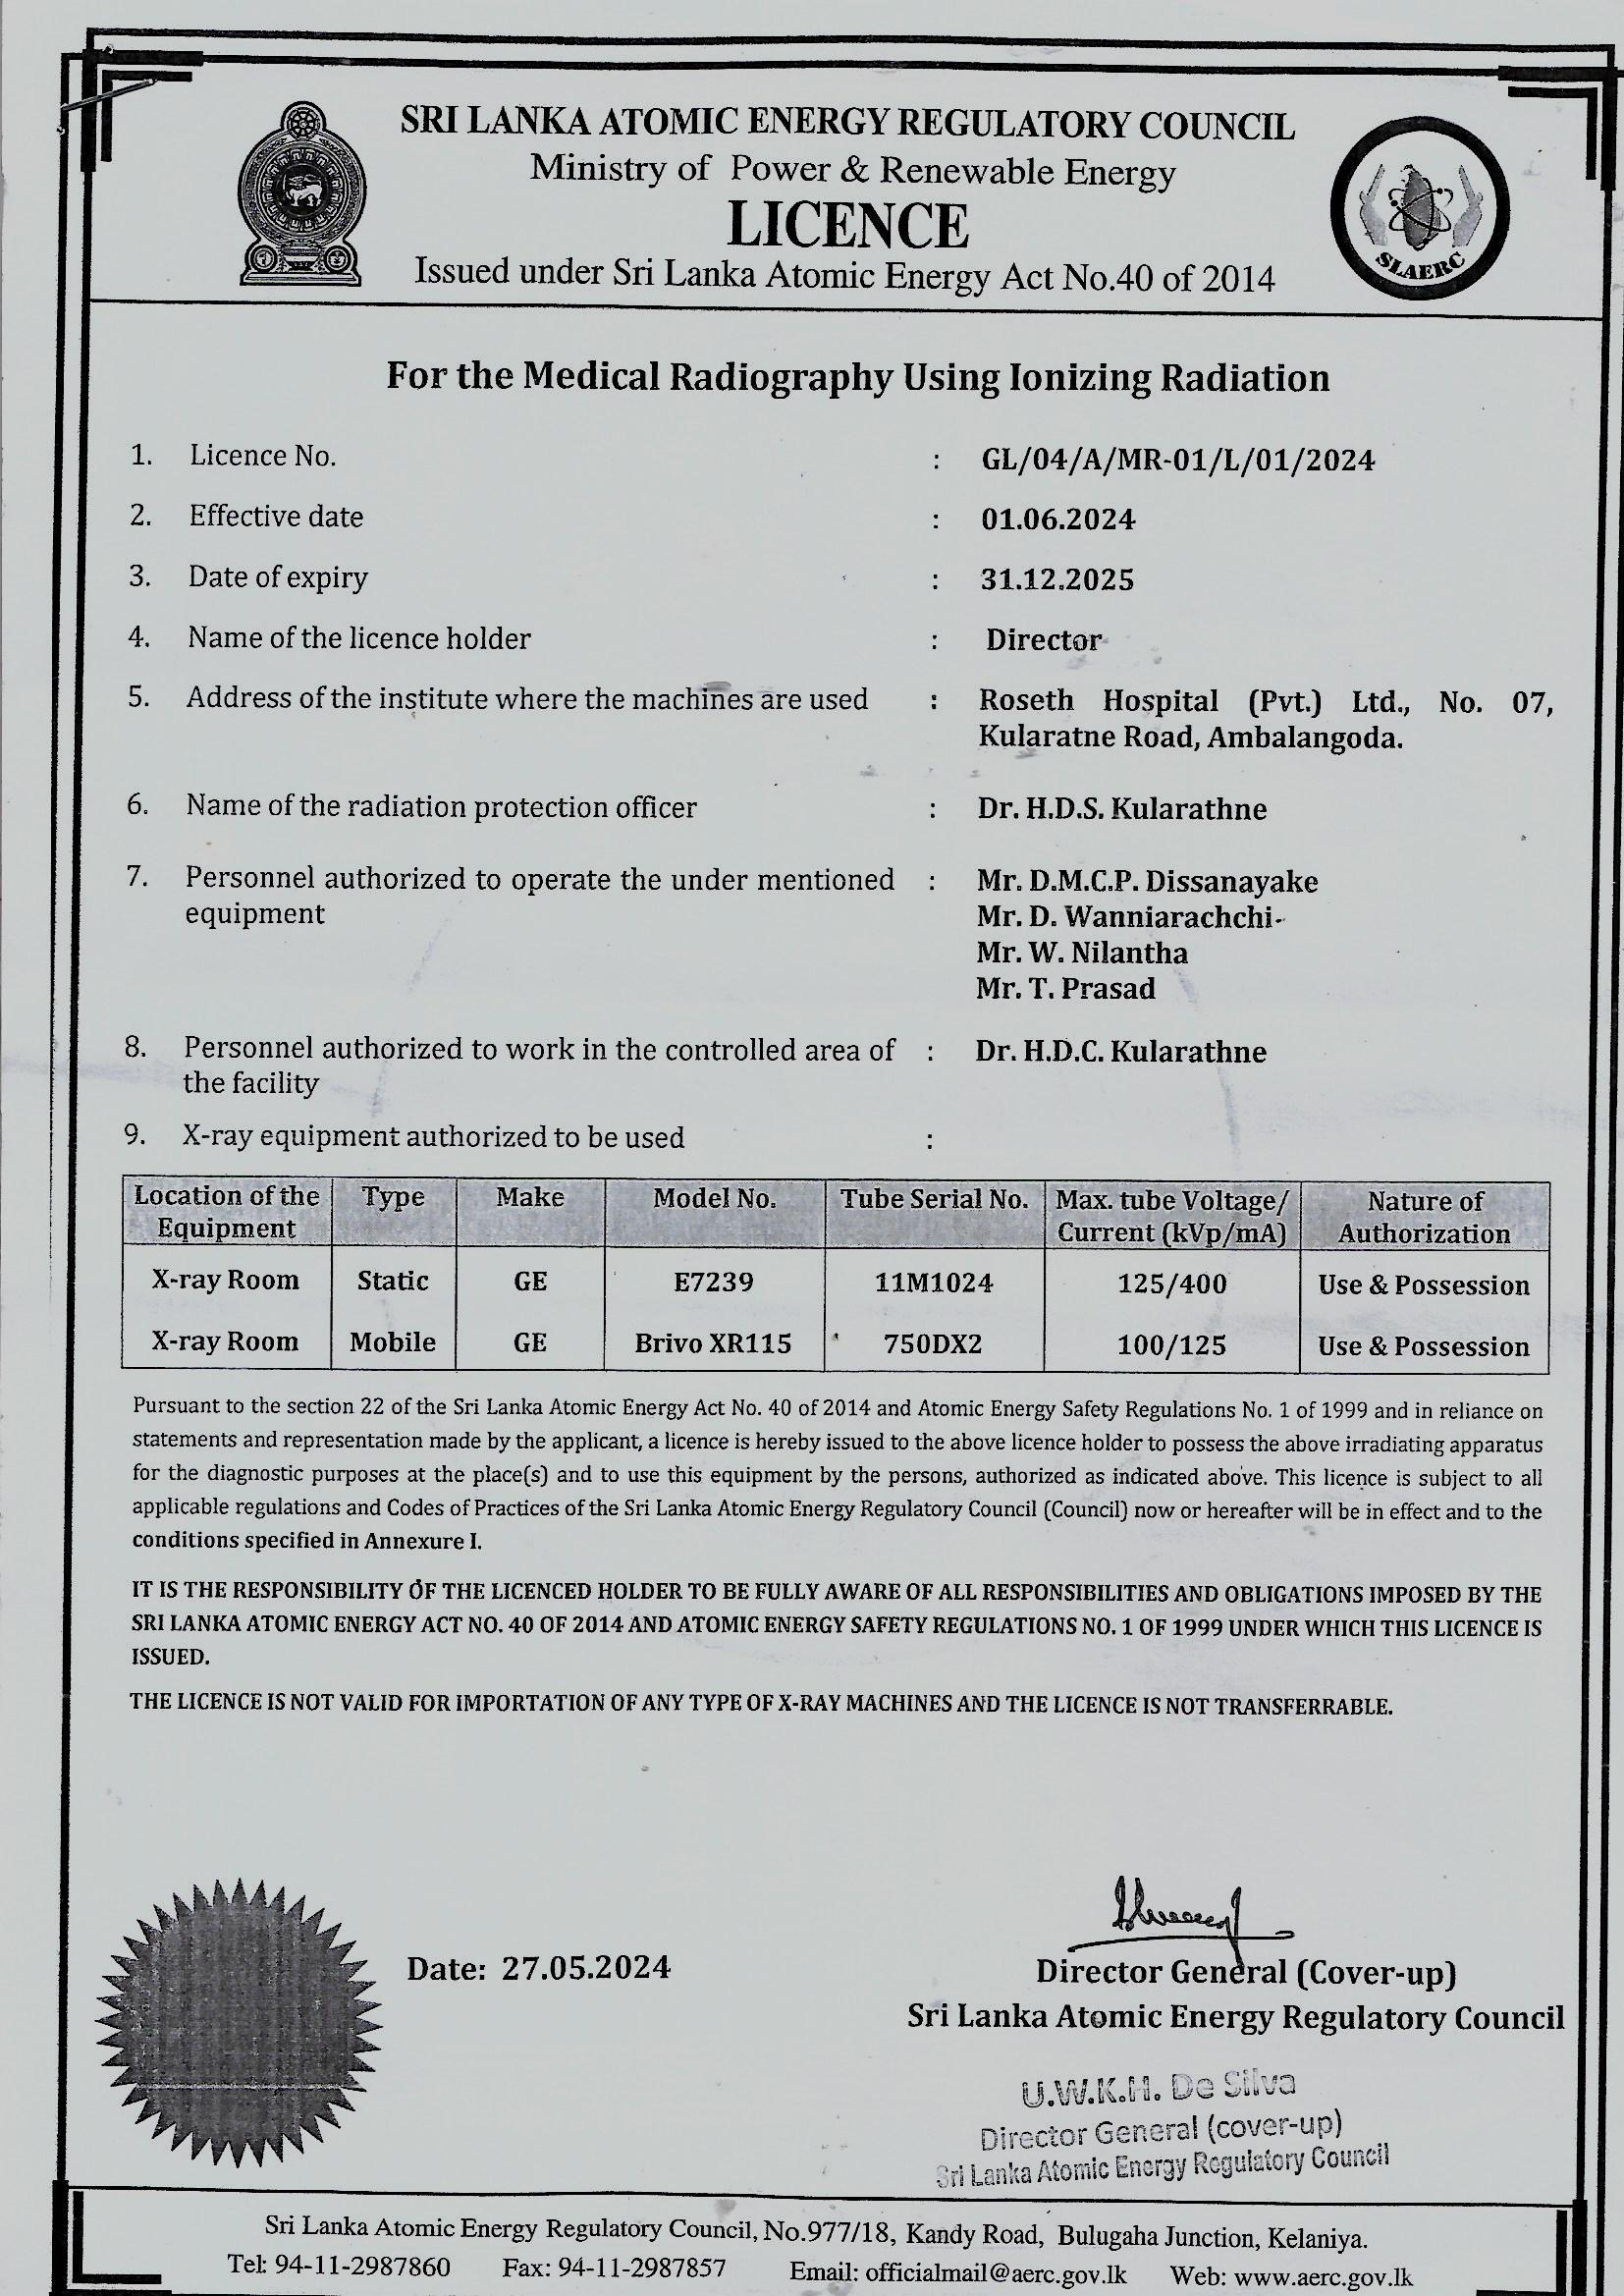 SRI LANKA ATOMIC ENERGY REGULATORY COUNCIL
Ministry of Power & Renewable Energy
LICENCE
Issued under Sri Lanka Atomic Energy Act No.40 of 2014
SLAERC
For the Medical Radiography Using Ionizing Radiation
1. Licence No. : GL/04/A/MR-01/L/01/2024
2. Effective date : 01.06.2024
3. Date of expiry : 31.12.2025
4. Name of the licence holder : Director
5. Address of the institute where the machines are used : Roseth Hospital (Pvt.) Ltd., No. 07,
Kularatne Road, Ambalangoda.
6. Name of the radiation protection officer : Dr. H.D.S. Kularathne
7. Personnel authorized to operate the under mentioned : Mr. D.M.C.P. Dissanayake
equipment Mr. D. Wanniarachchi
Mr. W. Nilantha
Mr. T. Prasad
8. Personnel authorized to work in the controlled area of : Dr. H.D.C. Kularathne
the facility
9. X-ray equipment authorized to be used :
Location of the Type Make Model No. Tube Serial No. Max. tube Voltage/ Nature of
Equipment Current (kVp/mA) Authorization
X-ray Room Static GE E7239 11M1024 125/400 Use & Possession
X-ray Room Mobile GE Brivo XR115 750DX2 100/125 Use & Possession
Pursuant to the section 22 of the Sri Lanka Atomic Energy Act No. 40 of 2014 and Atomic Energy Safety Regulations No. 1 of 1999 and in reliance on
statements and representation made by the applicant, a licence is hereby issued to the above licence holder to possess the above irradiating apparatus
for the diagnostic purposes at the place(s) and to use this equipment by the persons, authorized as indicated above. This licence is subject to all
applicable regulations and Codes of Practices of the Sri Lanka Atomic Energy Regulatory Council (Council) now or hereafter will be in effect and to the
conditions specified in Annexure I.
IT IS THE RESPONSIBILITY OF THE LICENCED HOLDER TO BE FULLY AWARE OF ALL RESPONSIBILITIES AND OBLIGATIONS IMPOSED BY THE
SRI LANKA ATOMIC ENERGY ACT NO. 40 OF 2014 AND ATOMIC ENERGY SAFETY REGULATIONS NO. 1 OF 1999 UNDER WHICH THIS LICENCE IS
ISSUED.
THE LICENCE IS NOT VALID FOR IMPORTATION OF ANY TYPE OF X-RAY MACHINES AND THE LICENCE IS NOT TRANSFERRABLE.
Date: 27.05.2024
Director General (Cover-up)
Sri Lanka Atomic Energy Regulatory Council
U.W.K.H. De Silva
Director General (cover-up)
Sri Lanka Atomic Energy Regulatory Council
Sri Lanka Atomic Energy Regulatory Council, No.977/18, Kandy Road, Bulugaha Junction, Kelaniya.
Tel: 94-11-2987860 Fax: 94-11-2987857 Email: officialmail@aerc.gov.lk Web: www.aerc.gov.lk